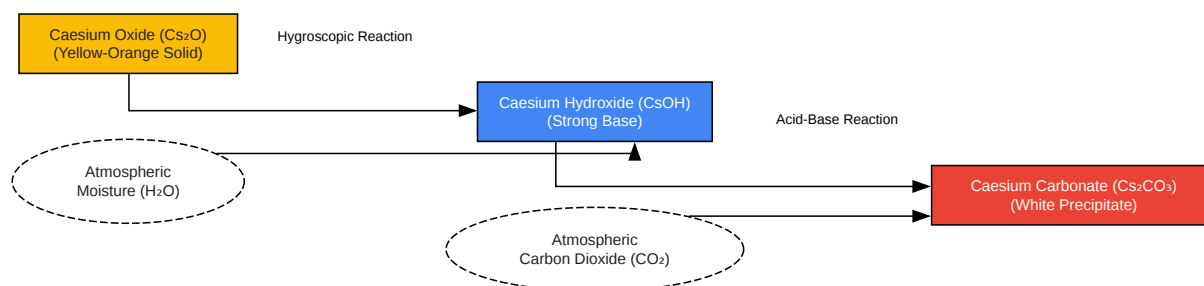 Caesium Oxide (Cs₂O)
(Yellow-Orange Solid)
Hygroscopic Reaction
Caesium Hydroxide (CsOH)
(Strong Base)
Acid-Base Reaction
Atmospheric
Moisture (H₂O)
Caesium Carbonate (Cs₂CO₃)
(White Precipitate)
Atmospheric
Carbon Dioxide (CO₂)